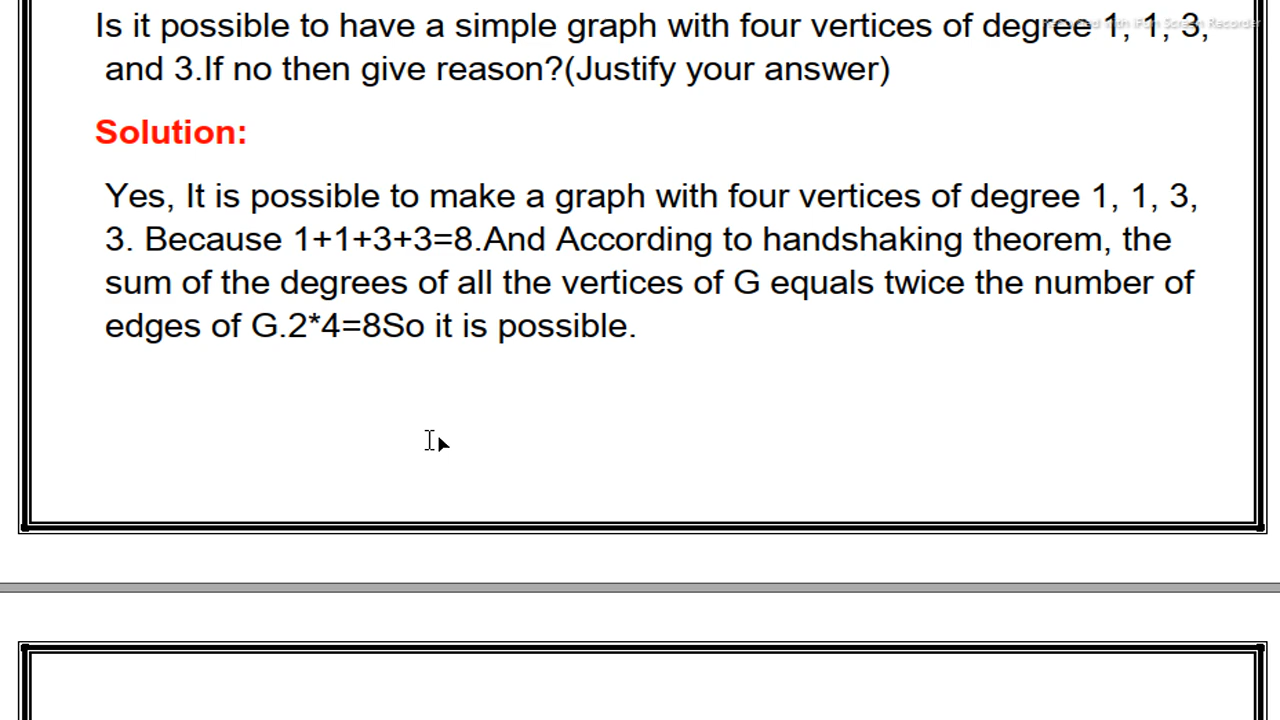 Is it possible to have a simple graph with four vertices of degree 1, 1, 3,
and 3.If no then give reason?(Justify your answer)
Solution:
Yes, It is possible to make a graph with four vertices of degree 1, 1, 3,
3. Because 1+1+3+3=8.And According to handshaking theorem, the
sum of the degrees of all the vertices of G equals twice the number of
edges of G.2*4=8So it is possible.